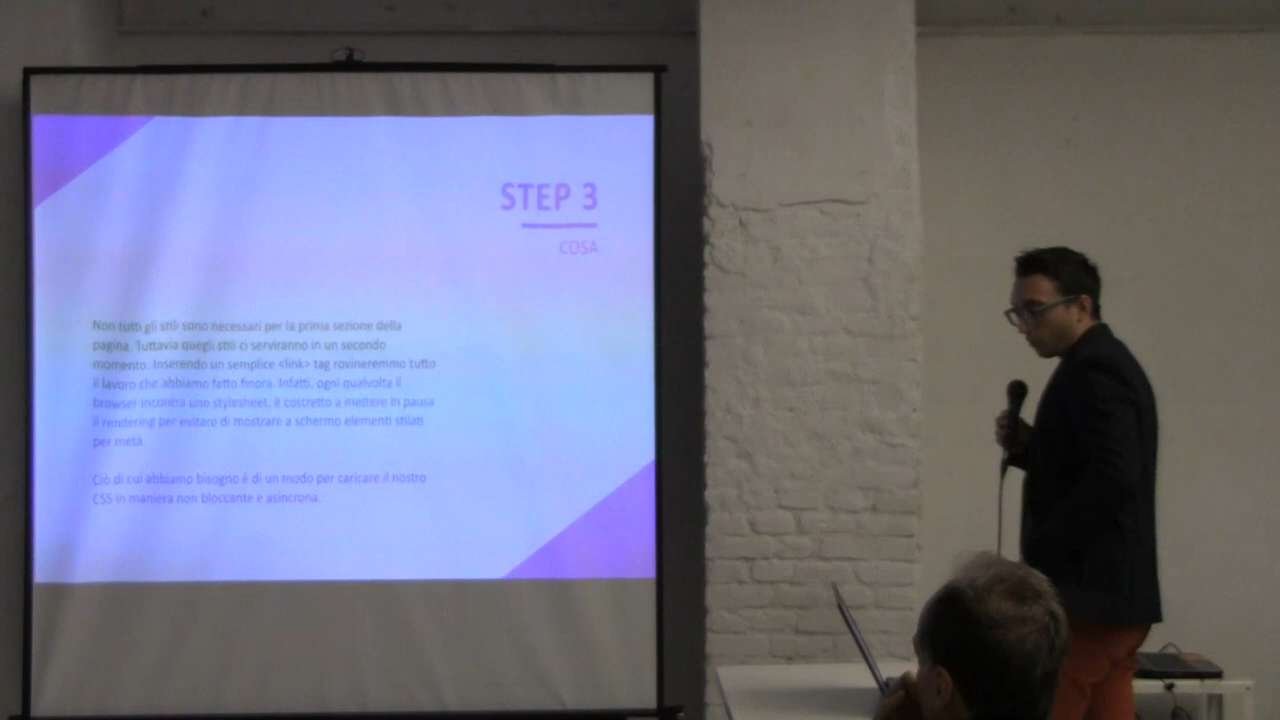 STEP 3
COSA
Non tutti gli stili sono necessari per la prima sezione della
pagina. Tuttavia quegli stili ci serviranno in un secondo
momento. Inserendo un semplice <link> tag rovineremmo tutto
il lavoro che abbiamo fatto finora. Infatti, ogni qualvolta il
browser incontra uno stylesheet, è costretto a mettere in pausa
il rendering per evitare di mostrare a schermo elementi stilati
per metà
Ciò di cui abbiamo bisogno è di un modo per caricare il nostro
CSS in maniera non bloccante e asincrona.